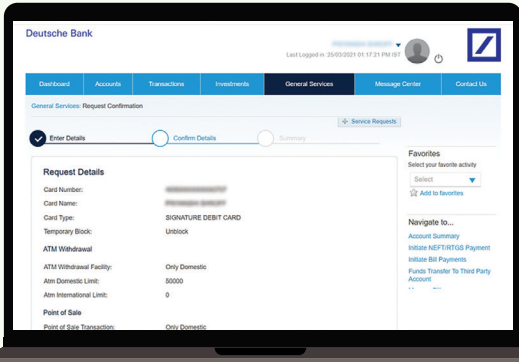 Deutsche Bank
Last Logged in 25/03/2021 01:17:21 PM IST
Dashboard Accounts Transactions Investments General Services Message Center Contact Us
General Services: Request Confirmation
Service Requests
Enter Details Confirm Details Summary
Favorites
Select your favorite activity
Select
Add to favorites
Request Details
Card Number:
Card Name:
Card Type: SIGNATURE DEBIT CARD
Temporary Block: Unblock
ATM Withdrawal
ATM Withdrawal Facility: Only Domestic
Atm Domestic Limit: 50000
Atm International Limit: 0
Point of Sale
Point of Sale Transaction: Only Domestic
Navigate to...
Account Summary
Initiate NEFT/RTGS Payment
Initiate Bill Payments
Funds Transfer To Third Party
Account